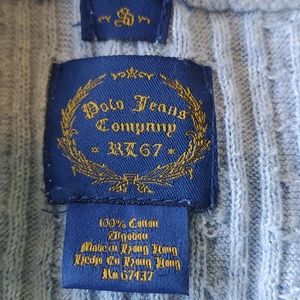 S
Polo Jeans
Company
RL67
100% Cotton
Algodon
Made in Hong Kong
Hecho En Hong Kong
Rn 67437